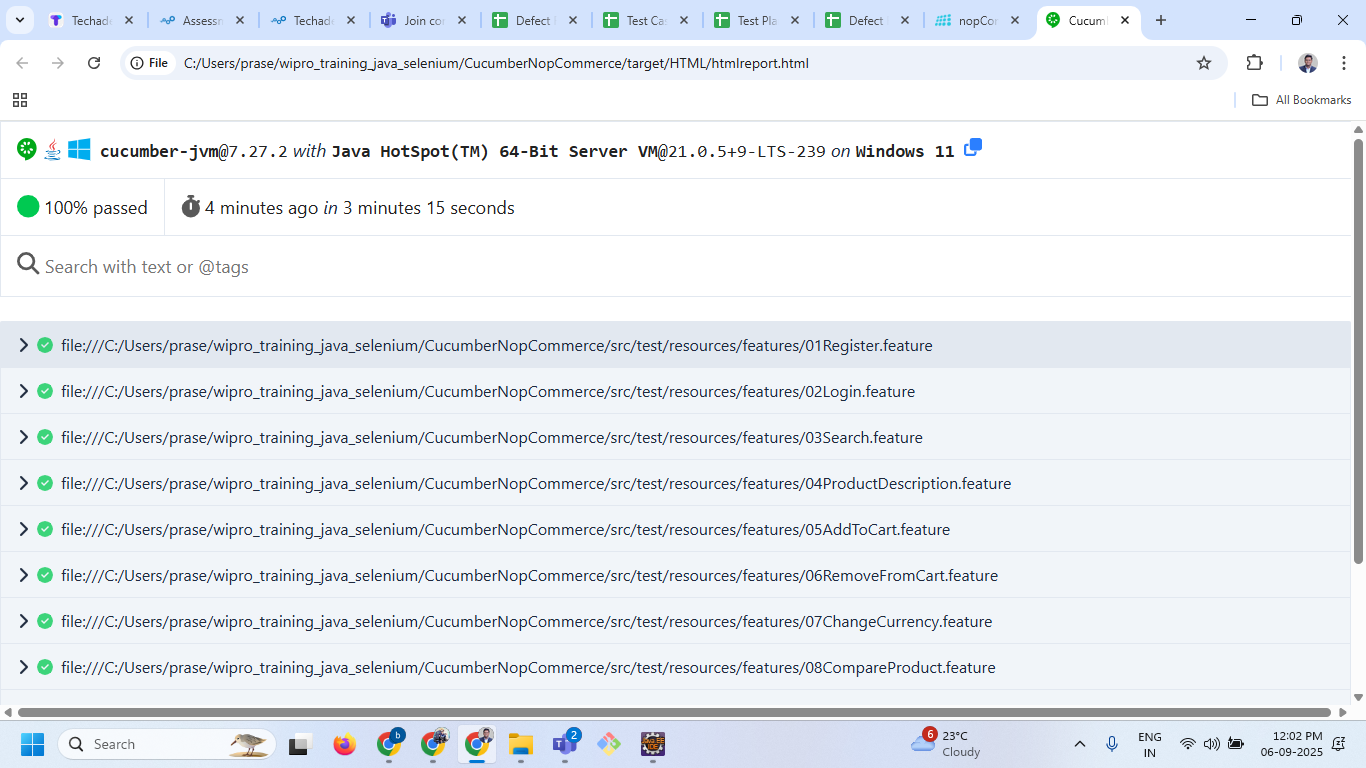 Techade
Assessm
Techade
Join co
Defect
Test Ca
Test Pla
Defect
nopCor
Cucum
File
C:/Users/prase/wipro_training_java_selenium/CucumberNopCommerce/target/HTML/htmlreport.html
All Bookmarks
cucumber-jvm@7.27.2 with Java HotSpot(TM) 64-Bit Server VM@21.0.5+9-LTS-239 on Windows 11
100% passed
4 minutes ago in 3 minutes 15 seconds
Search with text or @tags
file:///C:/Users/prase/wipro_training_java_selenium/CucumberNopCommerce/src/test/resources/features/01Register.feature
file:///C:/Users/prase/wipro_training_java_selenium/CucumberNopCommerce/src/test/resources/features/02Login.feature
file:///C:/Users/prase/wipro_training_java_selenium/CucumberNopCommerce/src/test/resources/features/03Search.feature
file:///C:/Users/prase/wipro_training_java_selenium/CucumberNopCommerce/src/test/resources/features/04ProductDescription.feature
file:///C:/Users/prase/wipro_training_java_selenium/CucumberNopCommerce/src/test/resources/features/05AddToCart.feature
file:///C:/Users/prase/wipro_training_java_selenium/CucumberNopCommerce/src/test/resources/features/06RemoveFromCart.feature
file:///C:/Users/prase/wipro_training_java_selenium/CucumberNopCommerce/src/test/resources/features/07ChangeCurrency.feature
file:///C:/Users/prase/wipro_training_java_selenium/CucumberNopCommerce/src/test/resources/features/08CompareProduct.feature
Search
b
2
6
23°C
Cloudy
ENG
IN
12:02 PM
06-09-2025